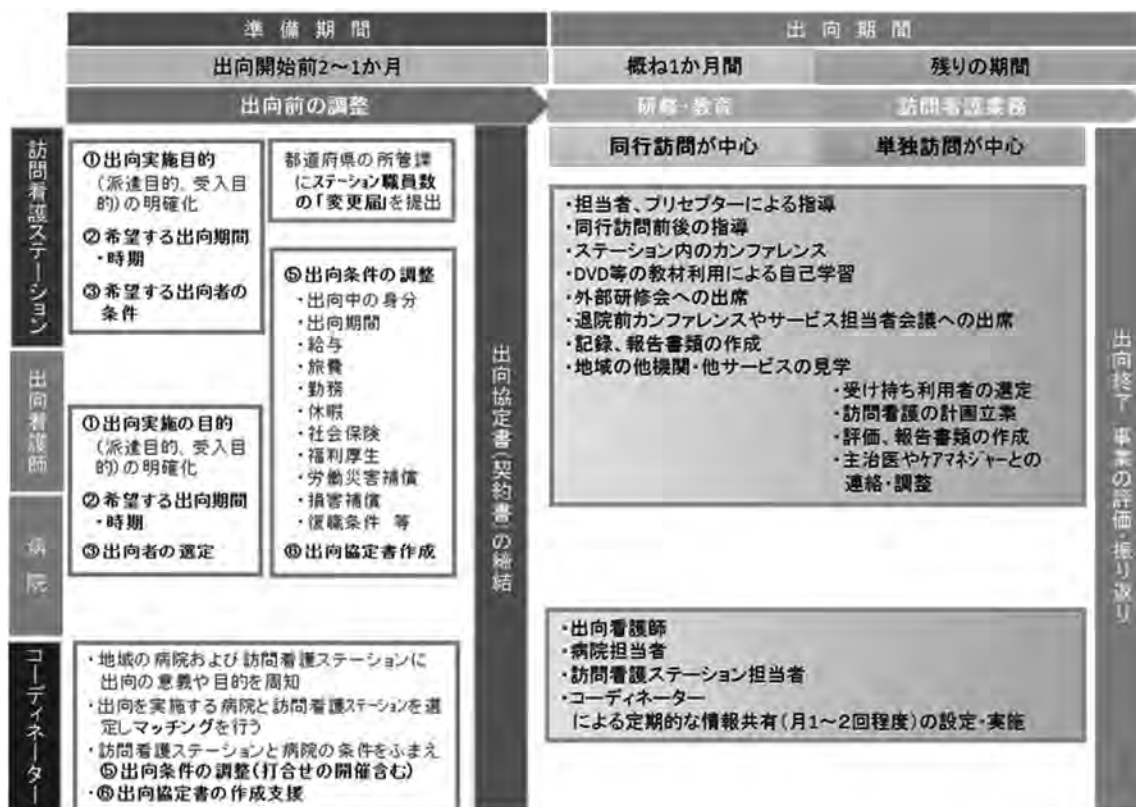 準備期間
出向期間
出向開始前2～1か月
概ね1か月間
残りの期間
出向前の調整
研修・教育
訪問看護業務
同行訪問が中心
単独訪問が中心
訪問看護ステーション
出向看護師
病院
コーディネーター
①出向実施目的
(派遣目的、受入目
的)の明確化
②希望する出向期間
・時期
③希望する出向者の
条件
都道府県の所管課
にステーション職員数
の「変更届」を提出
①出向実施の目的
(派遣目的、受入目
的)の明確化
②希望する出向期間
・時期
③出向者の選定
⑤出向条件の調整
・出向中の身分
・出向期間
・給与
・旅費
・勤務
・休暇
・社会保険
・福利厚生
・労働災害補償
・損害補償
・復職条件 等
⑥出向協定書作成
・地域の病院および訪問看護ステーションに
出向の意義や目的を周知
・出向を実施する病院と訪問看護ステーションを選
定しマッチングを行う
・訪問看護ステーションと病院の条件をふまえ
⑤出向条件の調整(打合せの開催含む)
・⑥出向協定書の作成支援
出向協定書(契約書)の締結
・担当者、プリセプターによる指導
・同行訪問前後の指導
・ステーション内のカンファレンス
・DVD等の教材利用による自己学習
・外部研修会への出席
・退院前カンファレンスやサービス担当者会議への出席
・記録、報告書類の作成
・地域の他機関・他サービスの見学
・受け持ち利用者の選定
・訪問看護の計画立案
・評価、報告書類の作成
・主治医やケアマネジャーとの
連絡・調整
・出向看護師
・病院担当者
・訪問看護ステーション担当者
・コーディネーター
による定期的な情報共有(月1～2回程度)の設定・実施
出向終了 事業の評価・振り返り